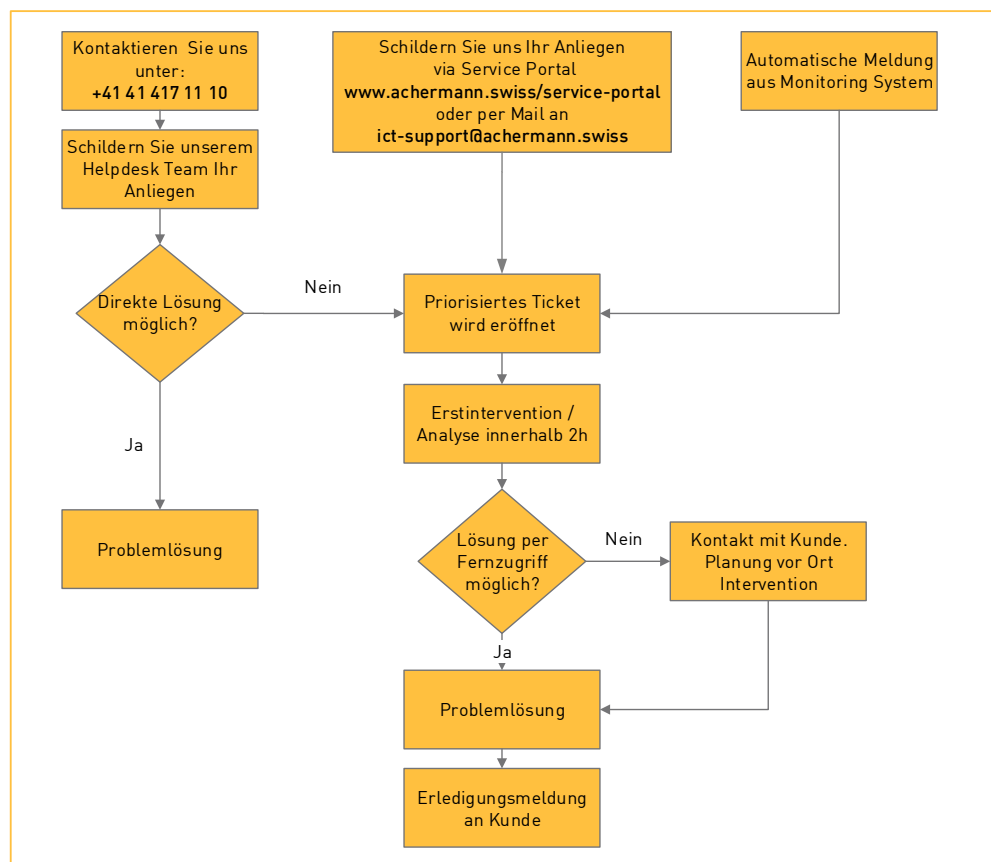 Kontaktieren Sie uns
unter:
+41 41 417 11 10
Schildern Sie unserem
Helpdesk Team Ihr
Anliegen
Direkte Lösung
möglich?
Ja
Problemlösung
Nein
Schildern Sie uns Ihr Anliegen
via Service Portal
www.achermann.swiss/service-portal
oder per Mail an
ict-support@achermann.swiss
Automatische Meldung
aus Monitoring System
Priorisiertes Ticket
wird eröffnet
Erstintervention /
Analyse innerhalb 2h
Lösung per
Fernzugriff
möglich?
Nein
Kontakt mit Kunde.
Planung vor Ort
Intervention
Ja
Problemlösung
Erledigungsmeldung
an Kunde